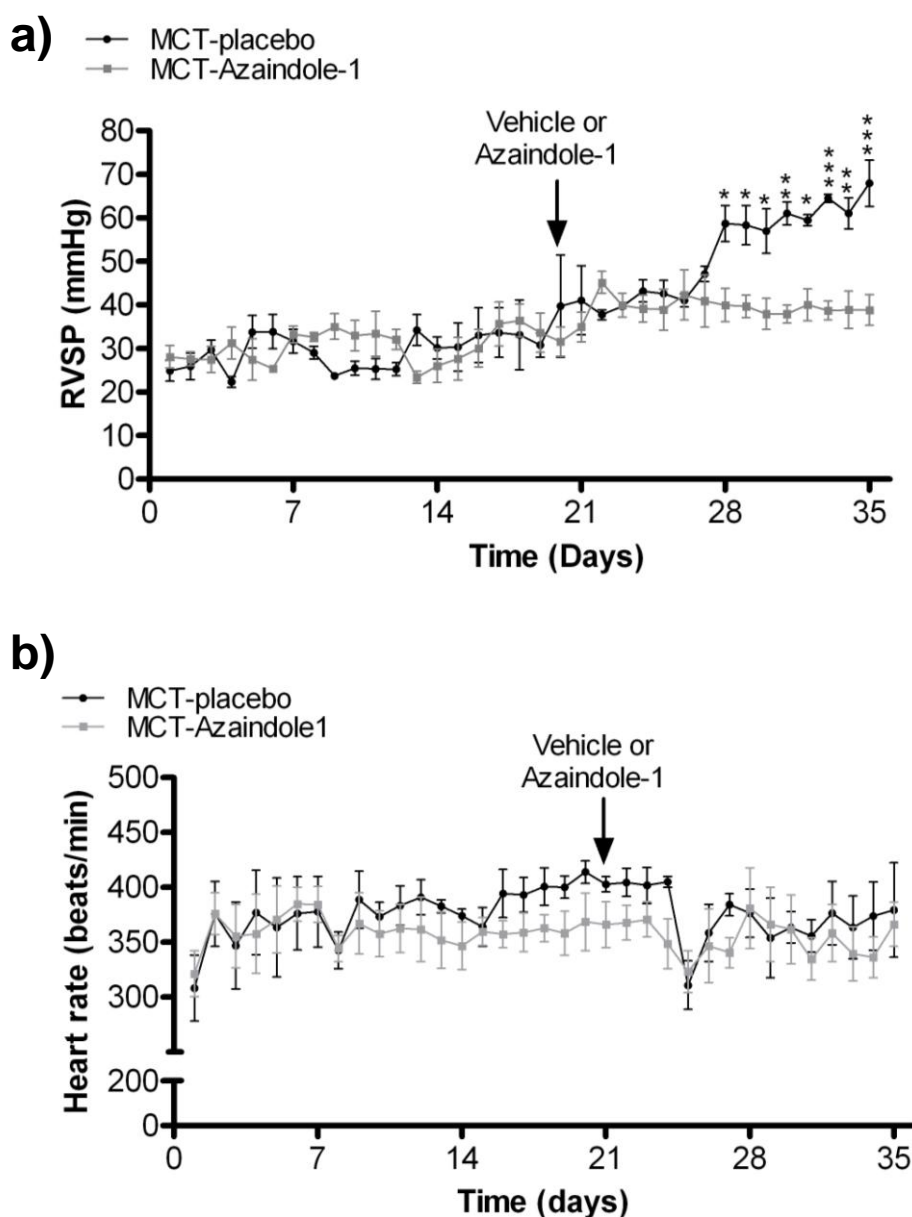 a)
MCT-placebo
MCT-Azaindole-1
Vehicle or
Azaindole-1
RVSP (mmHg)
80
70
60
50
40
30
20
10
0
* * * ** * *** ** ***
0 7 14 21 28 35
Time (Days)
b)
MCT-placebo
MCT-Azaindole1
Vehicle or
Azaindole-1
Heart rate (beats/min)
500
450
400
350
300
200
0
0 7 14 21 28 35
Time (days)